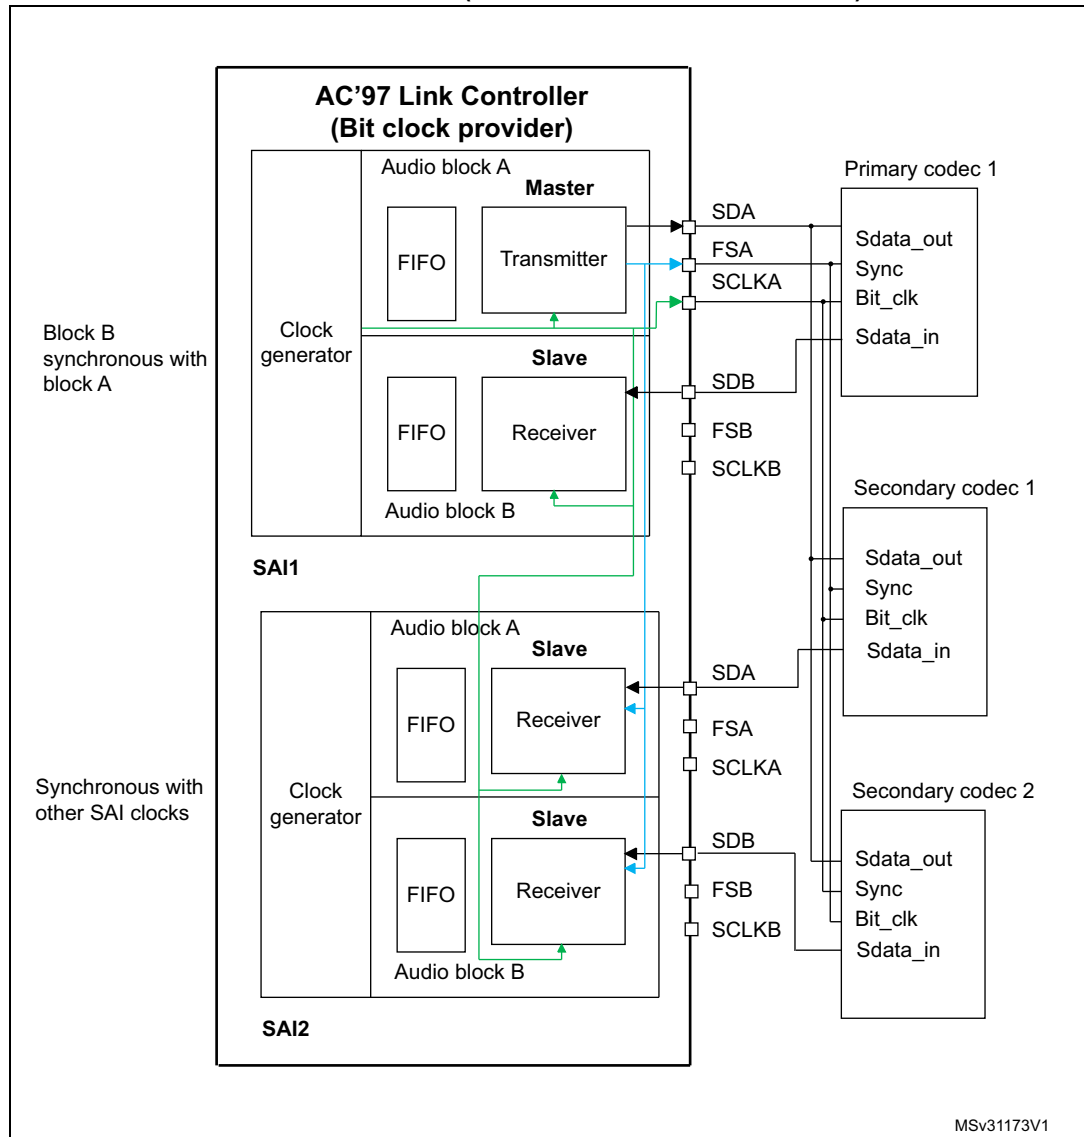 AC'97 Link Controller
(Bit clock provider)
Audio block A
Master
FIFO
Transmitter
Clock
generator
Slave
FIFO
Receiver
Audio block B
SAI1
Block B
synchronous with
block A
SDA
FSA
SCLKA
SDB
FSB
SCLKB
Primary codec 1
Sdata_out
Sync
Bit_clk
Sdata_in
Secondary codec 1
Sdata_out
Sync
Bit_clk
Sdata_in
Audio block A
Slave
FIFO
Receiver
Clock
generator
Slave
FIFO
Receiver
Audio block B
SAI2
Synchronous with
other SAI clocks
SDA
FSA
SCLKA
SDB
FSB
SCLKB
Secondary codec 2
Sdata_out
Sync
Bit_clk
Sdata_in
MSv31173V1